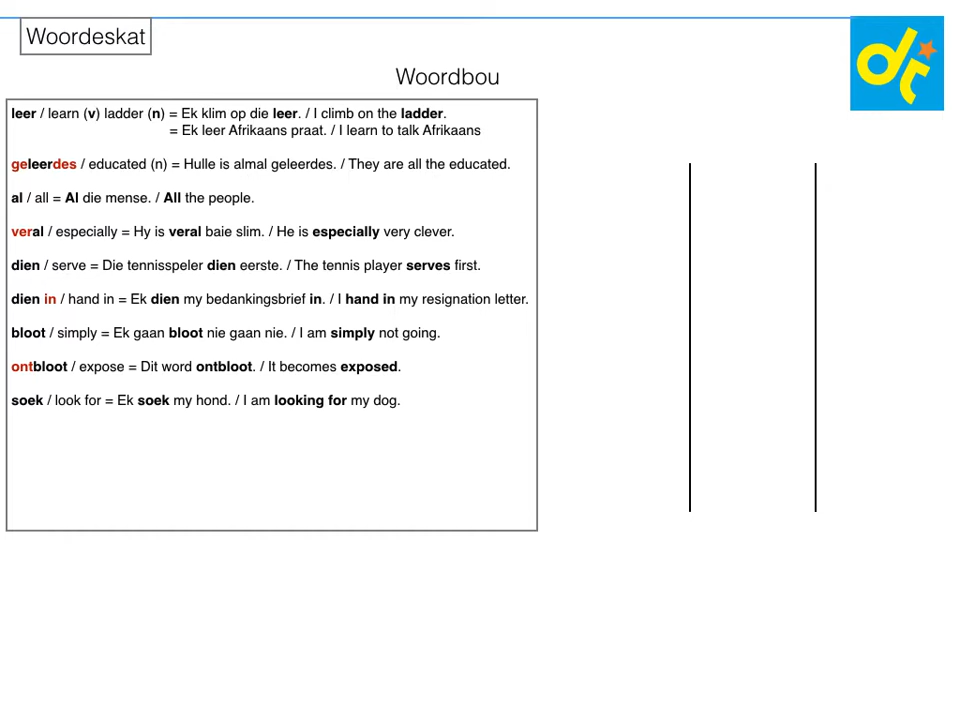 Woordeskat
Woordbou
leer / learn (v) ladder (n) = Ek klim op die leer. / I climb on the ladder.
= Ek leer Afrikaans praat. / I learn to talk Afrikaans
geleerdes / educated (n) = Hulle is almal geleerdes. / They are all the educated.
al / all = Al die mense. / All the people.
veral / especially = Hy is veral baie slim. / He is especially very clever.
dien / serve = Die tennisspeler dien eerste. / The tennis player serves first.
dien in / hand in = Ek dien my bedankingsbrief in. / I hand in my resignation letter.
bloot / simply = Ek gaan bloot nie gaan nie. / I am simply not going.
ontbloot / expose = Dit word ontbloot. / It becomes exposed.
soek / look for = Ek soek my hond. / I am looking for my dog.